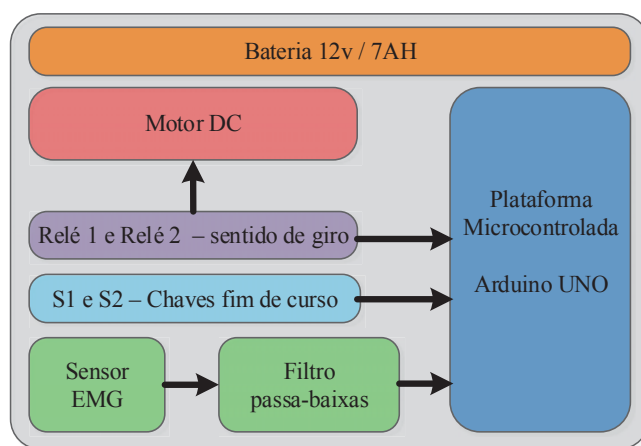 Bateria 12v / 7AH
Motor DC
Relé 1 e Relé 2 – sentido de giro
S1 e S2 – Chaves fim de curso
Sensor
EMG
Filtro
passa-baixas
Plataforma
Microcontrolada
Arduino UNO